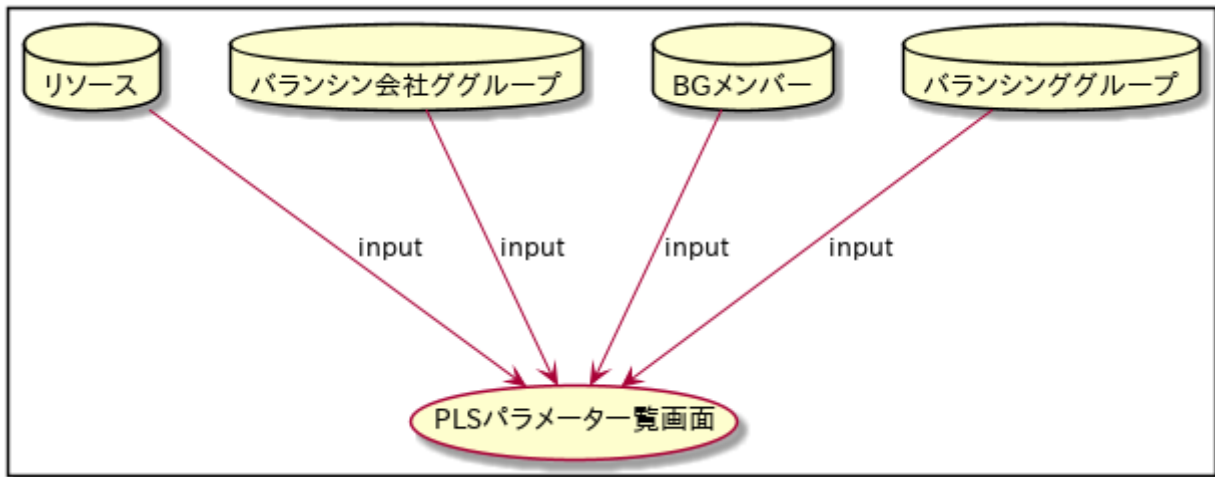 リソース
バランシン会社ググループ
BGメンバー
バランシンググループ
input
input
input
input
PLSパラメータ一覧画面